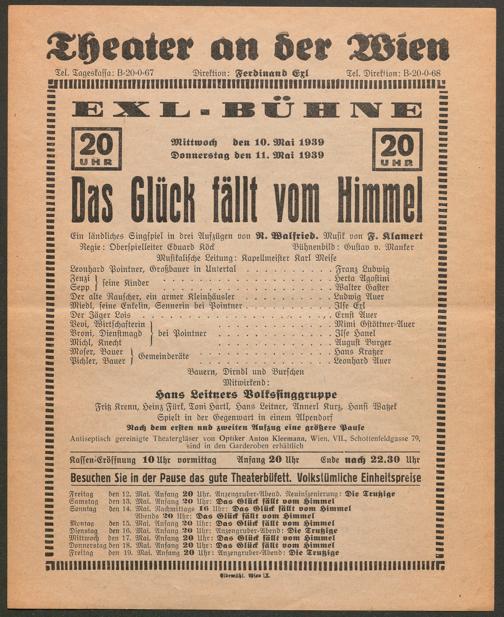 Theater an der Wien
Tel. Tageskassa: B-20-0-67 Direktion: Ferdinand Exl Tel. Direktion: B-20-0-68
EXL-BÜHNE
20 UHR
Mittwoch den 10. Mai 1939
Donnerstag den 11. Mai 1939
20 UHR
Das Glück fällt vom Himmel
Ein ländliches Singspiel in drei Aufzügen von R. Walfried. Musik von F. Klamert
Regie: Oberspielleiter Eduard Köck Bühnenbild: Gustav v. Manker
Musikalische Leitung: Kapellmeister Karl Meise
Leonhard Pointner, Großbauer in Untertal . . . . . . . . . . Franz Ludwig
Fenzi } seine Kinder . . . . . . . . . . Herta Agostini
Sepp } . . . . . . . . . . Walter Gaster
Der alte Rauscher, ein armer Kleinhäusler . . . . . . . . . . Ludwig Auer
Miedl, seine Enkelin, Sennerin bei Pointner . . . . . . . . . . Ilse Exl
Der Jäger Lois . . . . . . . . . . Ernst Auer
Bevi, Wirtschafterin } . . . . . . . . . . Mimi Gstöttner-Auer
Broni, Dienstmagd } bei Pointner . . . . . . . . . . Ilse Hanel
Michl, Knecht } . . . . . . . . . . August Burger
Moser, Bauer } Gemeinderäte . . . . . . . . . . Hans Kratzer
Pichler, Bauer } . . . . . . . . . . Leonhard Auer
Bauern, Dirndl und Burschen
Mitwirkend:
Hans Leitners Volkssinggruppe
Fritz Krenn, Heinz Fürk, Toni Hartl, Hans Leitner, Annerl Kurz, Hansi Watzek
Spielt in der Gegenwart in einem Alpendorf
Nach dem ersten und zweiten Aufzug eine größere Pause
Antiseptisch gereinigte Theatergläser von Optiker Anton Kleemann, Wien, VII., Schottenfeldgasse 79,
sind in den Garderoben erhältlich
Kassen-Eröffnung 10 Uhr vormittag Anfang 20 Uhr Ende nach 22.30 Uhr
Besuchen Sie in der Pause das gute Theaterbüfett. Volkstümliche Einheitspreise
Freitag den 12. Mai. Anfang 20 Uhr: Anzengruber-Abend. Neuinszenierung: Die Trutzige
Samstag den 13. Mai. Anfang 20 Uhr: Das Glück fällt vom Himmel
Sonntag den 14. Mai. Nachmittags 16 Uhr: Das Glück fällt vom Himmel
Abends 20 Uhr: Das Glück fällt vom Himmel
Montag den 15. Mai. Anfang 20 Uhr: Das Glück fällt vom Himmel
Dienstag den 16. Mai. Anfang 20 Uhr: Anzengruber-Abend: Die Trutzige
Mittwoch den 17. Mai. Anfang 20 Uhr: Das Glück fällt vom Himmel
Donnerstag den 18. Mai. Anfang 20 Uhr: Das Glück fällt vom Himmel
Freitag den 19. Mai. Anfang 20 Uhr: Anzengruber-Abend: Die Trutzige
Elbemühl, Wien IX.